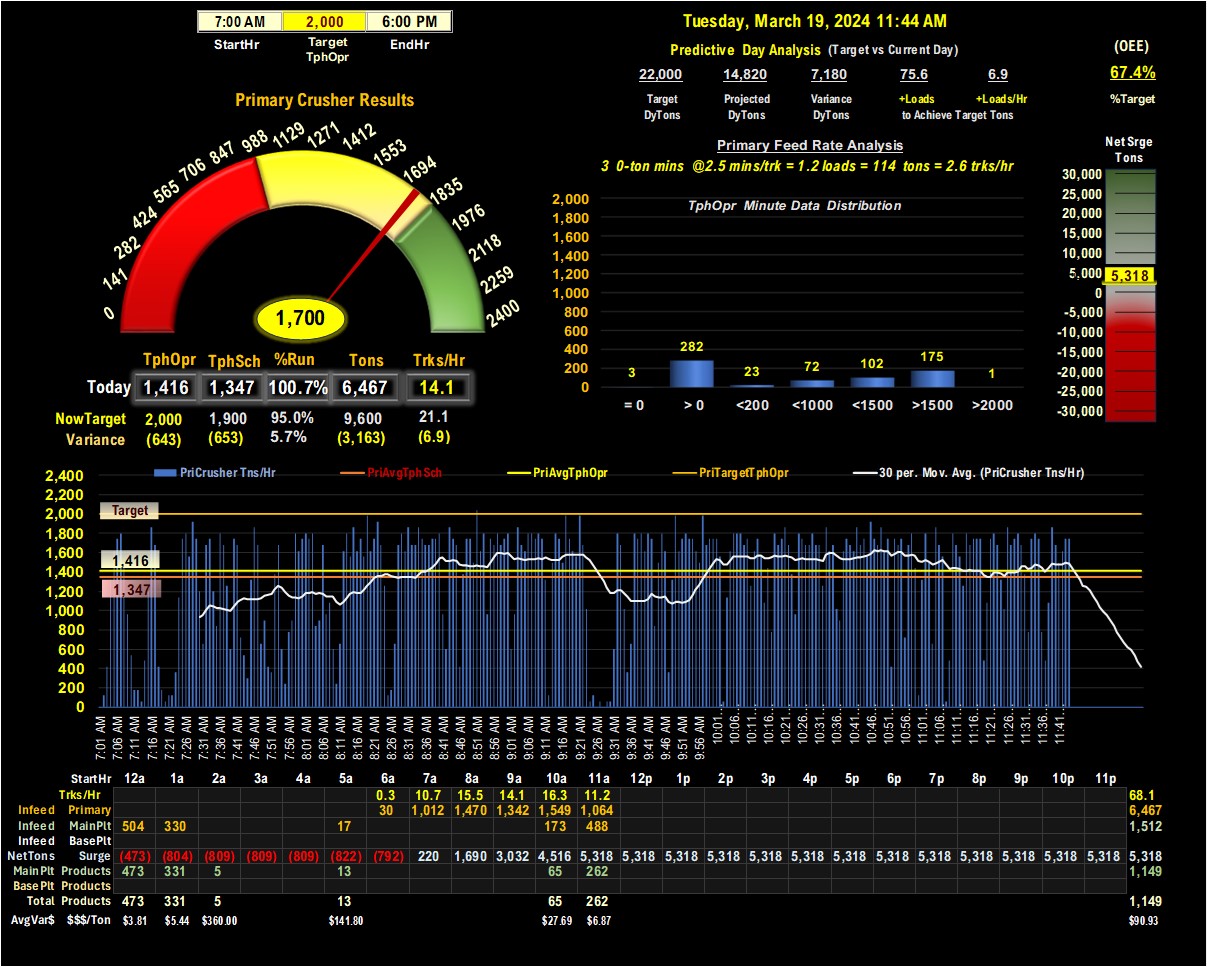 7:00 AM 2,000 6:00 PM
StartHr Target TphOpr EndHr
Tuesday, March 19, 2024 11:44 AM
Predictive Day Analysis (Target vs Current Day)
(OEE)
22,000 14,820 7,180 75.6 6.9
67.4%
Target Projected Variance +Loads +Loads/Hr
%Target
DyTons DyTons DyTons to Achieve Target Tons
Primary Crusher Results
0 141 282 424 565 706 847 988 1129 1271 1412 1553 1694 1835 1976 2118 2259 2400
1,700
Primary Feed Rate Analysis
3 0-ton mins @2.5 mins/trk = 1.2 loads = 114 tons = 2.6 trks/hr
TphOpr Minute Data Distribution
2,000
1,800
1,600
1,400
1,200
1,000
800
600
400
200
0
3 282 23 72 102 175 1
= 0 > 0 <200 <1000 <1500 >1500 >2000
Net Srge
Tons
30,000
25,000
20,000
15,000
10,000
5,000
5,318
0
-5,000
-10,000
-15,000
-20,000
-25,000
-30,000
TphOpr TphSch %Run Tons Trks/Hr
Today 1,416 1,347 100.7% 6,467 14.1
NowTarget 2,000 1,900 95.0% 9,600 21.1
Variance (643) (653) 5.7% (3,163) (6.9)
PriCrusher Tns/Hr PriAvgTphSch PriAvgTphOpr PriTargetTphOpr 30 per. Mov. Avg. (PriCrusher Tns/Hr)
2,400
2,200
2,000
1,800
1,600
1,400
1,200
1,000
800
600
400
200
0
Target
1,416
1,347
7:01 AM 7:06 AM 7:11 AM 7:16 AM 7:21 AM 7:26 AM 7:31 AM 7:36 AM 7:41 AM 7:46 AM 7:51 AM 7:56 AM 8:01 AM 8:06 AM 8:11 AM 8:16 AM 8:21 AM 8:26 AM 8:31 AM 8:36 AM 8:41 AM 8:46 AM 8:51 AM 8:56 AM 9:01 AM 9:06 AM 9:11 AM 9:16 AM 9:21 AM 9:26 AM 9:31 AM 9:36 AM 9:41 AM 9:46 AM 9:51 AM 9:56 AM 10:01… 10:06… 10:11… 10:16… 10:21… 10:26… 10:31… 10:36… 10:41… 10:46… 10:51… 10:56… 11:01… 11:06… 11:11… 11:16… 11:21… 11:26… 11:31… 11:36… 11:41…
StartHr 12a 1a 2a 3a 4a 5a 6a 7a 8a 9a 10a 11a 12p 1p 2p 3p 4p 5p 6p 7p 8p 9p 10p 11p
Trks/Hr 0.3 10.7 15.5 14.1 16.3 11.2 68.1
Infeed Primary 30 1,012 1,470 1,342 1,549 1,064 6,467
Infeed MainPlt 504 330 17 173 488 1,512
Infeed BasePlt
NetTons Surge (473) (804) (809) (809) (809) (822) (792) 220 1,690 3,032 4,516 5,318 5,318 5,318 5,318 5,318 5,318 5,318 5,318 5,318 5,318 5,318 5,318 5,318 5,318
MainPlt Products 473 331 5 13 65 262 1,149
BasePlt Products
Total Products 473 331 5 13 65 262 1,149
AvgVar$ $$$/Ton $3.81 $5.44 $360.00 $141.80 $27.69 $6.87 $90.93